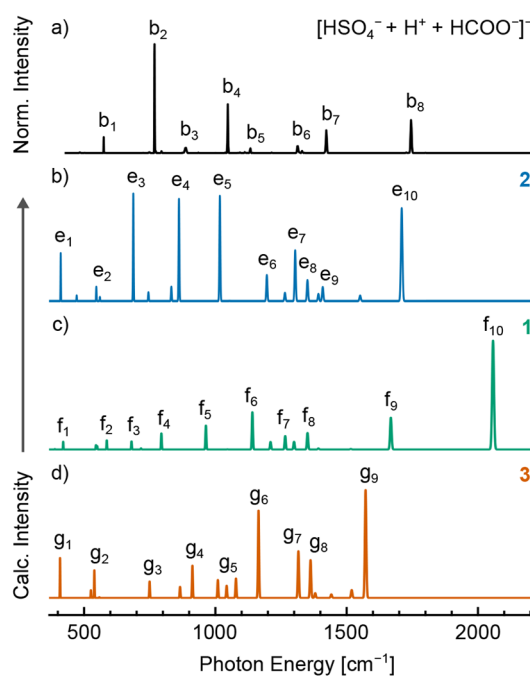 a) [HSO₄⁻ + H⁺ + HCOO⁻]⁻
Norm. Intensity
b₁ b₂ b₃ b₄ b₅ b₆ b₇ b₈
b) 2
e₁ e₂ e₃ e₄ e₅ e₆ e₇ e₈ e₉ e₁₀
c) 1
f₁ f₂ f₃ f₄ f₅ f₆ f₇ f₈ f₉ f₁₀
d) 3
Calc. Intensity
g₁ g₂ g₃ g₄ g₅ g₆ g₇ g₈ g₉
500 1000 1500 2000
Photon Energy [cm⁻¹]